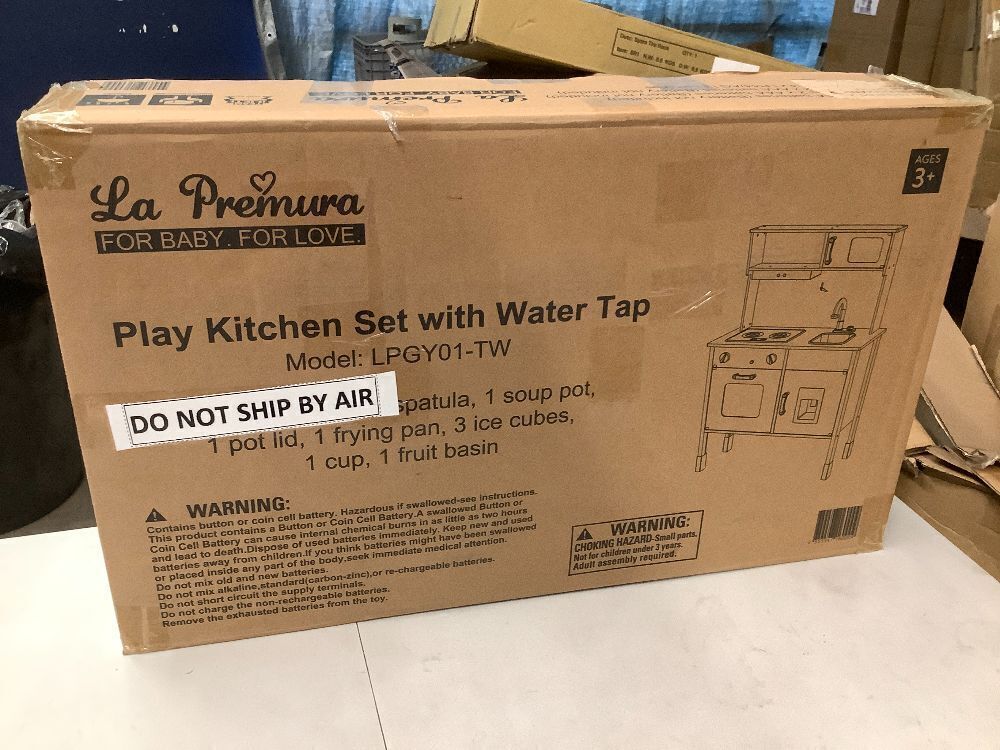 La Premura
La Premura
FOR BABY. FOR LOVE.
AGES
3+
Play Kitchen Set with Water Tap
Model: LPGY01-TW
DO NOT SHIP BY AIR
spatula, 1 soup pot,
1 pot lid, 1 frying pan, 3 ice cubes,
1 cup, 1 fruit basin
WARNING:
Contains button or coin cell battery. Hazardous if swallowed-see instructions.
This product contains a Button or Coin Cell Battery.A swallowed Button or
Coin Cell Battery can cause internal chemical burns in as little as two hours
and lead to death.Dispose of used batteries immediately. Keep new and used
batteries away from children.If you think batteries might have been swallowed
or placed inside any part of the body,seek immediate medical attention.
Do not mix old and new batteries.
Do not mix alkaline,standard(carbon-zinc),or re-chargeable batteries.
Do not short circuit the supply terminals.
Do not charge the non-rechargeable batteries.
Remove the exhausted batteries from the toy.
WARNING:
CHOKING HAZARD-Small parts.
Not for children under 3 years.
Adult assembly required.